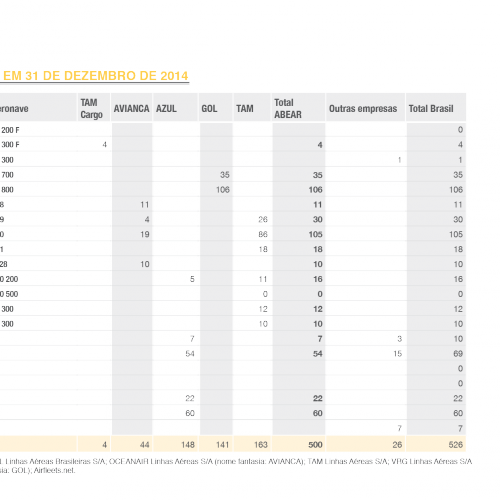 EM 31 DE DEZEMBRO DE 2014
eronave TAM Cargo AVIANCA AZUL GOL TAM Total ABEAR Outras empresas Total Brasil
200 F 0
300 F 4 4 4
300 1 1
700 35 35 35
800 106 106 106
8 11 11 11
9 4 26 30 30
0 19 86 105 105
1 18 18 18
28 10 10 10
0 200 5 11 16 16
0 500 0 0 0
300 12 12 12
300 10 10 10
7 7 3 10
54 54 15 69
0
0
22 22 22
60 60 60
7 7
4 44 148 141 163 500 26 526
L Linhas Aéreas Brasileiras S/A; OCEANAIR Linhas Aéreas S/A (nome fantasia: AVIANCA); TAM Linhas Aéreas S/A; VRG Linhas Aéreas S/A
sia: GOL); Airfleets.net.